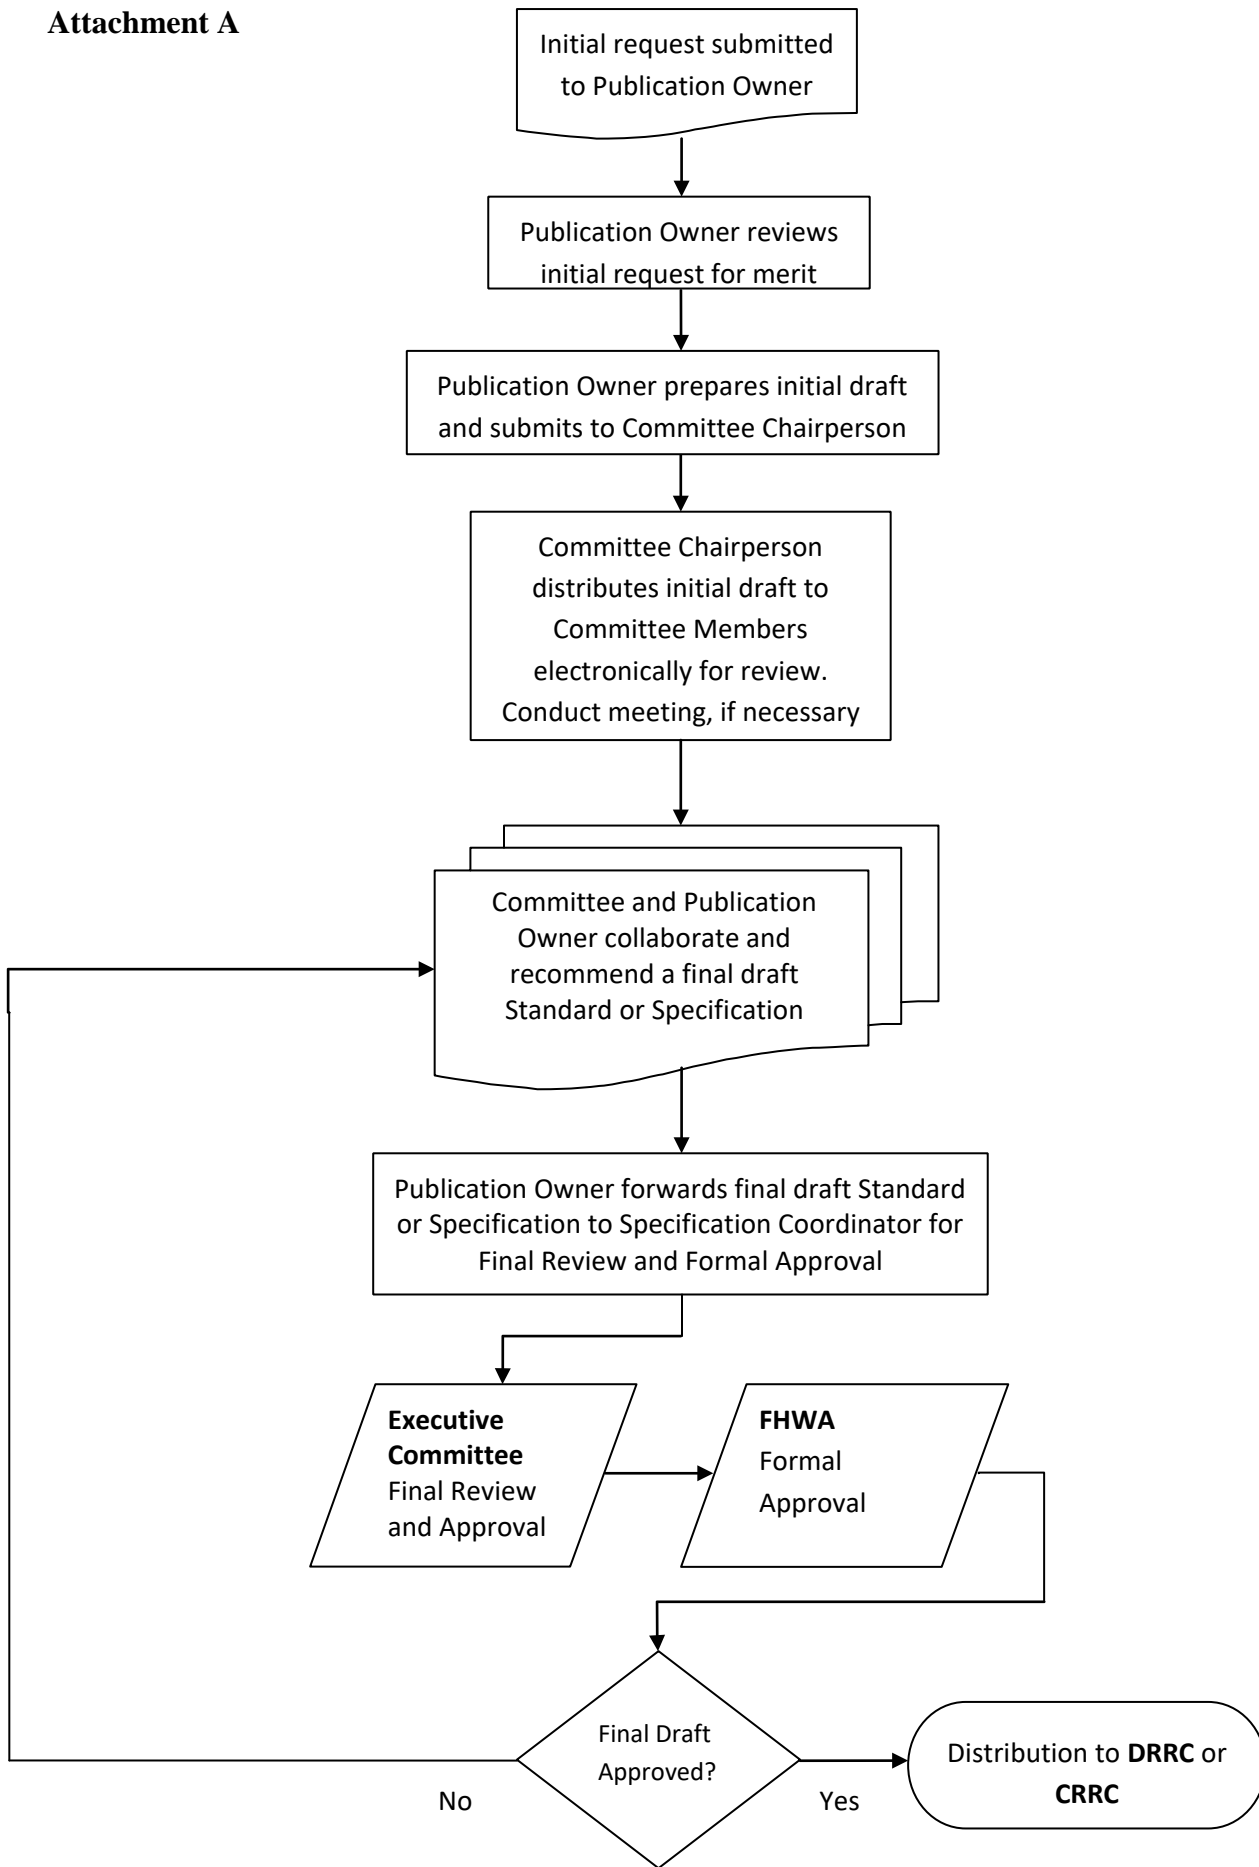 Attachment A
Initial request submitted
to Publication Owner
Publication Owner reviews
initial request for merit
Publication Owner prepares initial draft
and submits to Committee Chairperson
Committee Chairperson
distributes initial draft to
Committee Members
electronically for review.
Conduct meeting, if necessary
Committee and Publication
Owner collaborate and
recommend a final draft
Standard or Specification
Publication Owner forwards final draft Standard
or Specification to Specification Coordinator for
Final Review and Formal Approval
Executive
Committee
Final Review
and Approval
FHWA
Formal
Approval
Final Draft
Approved?
No
Yes
Distribution to DRRC or
CRRC